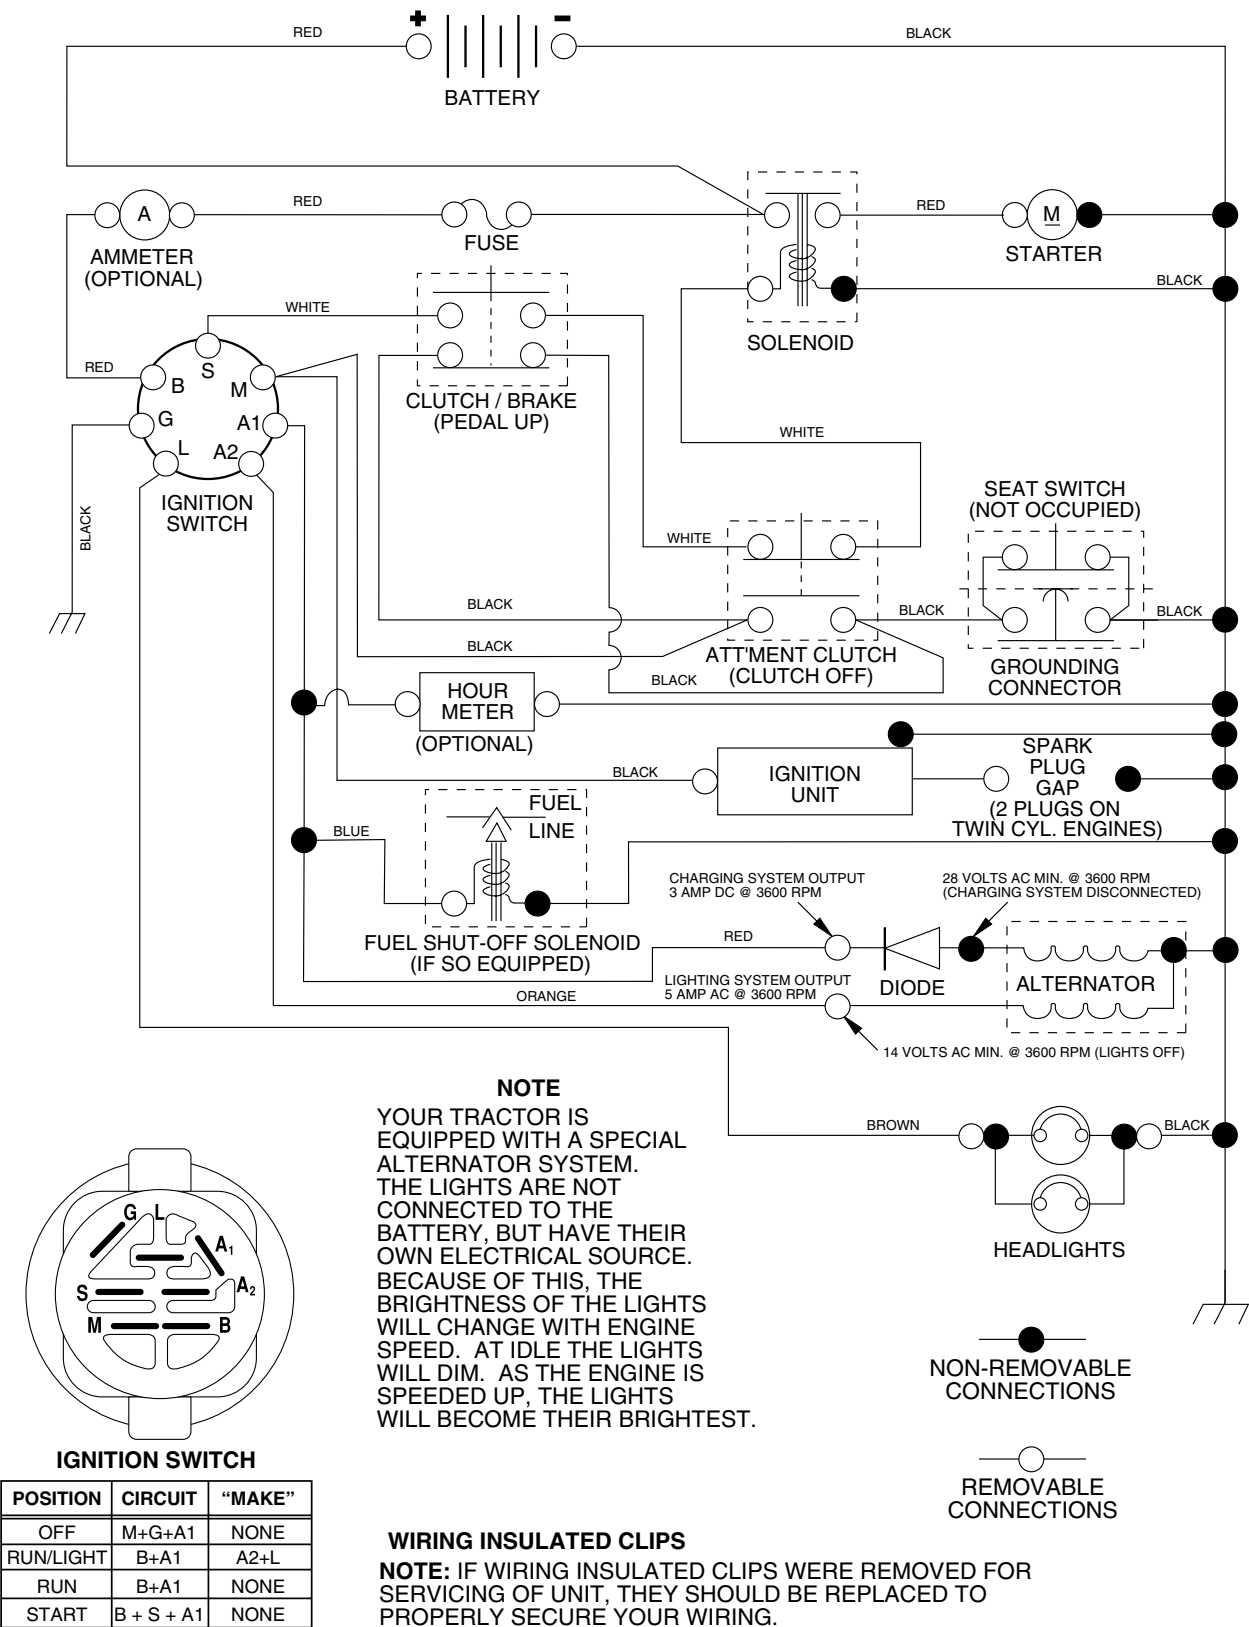 +
−
RED
BLACK
BATTERY
A
RED
FUSE
RED
M
STARTER
AMMETER
(OPTIONAL)
BLACK
WHITE
SOLENOID
RED
S
B
M
G
A1
L
A2
CLUTCH / BRAKE
(PEDAL UP)
WHITE
IGNITION
SWITCH
BLACK
SEAT SWITCH
(NOT OCCUPIED)
WHITE
BLACK
BLACK
BLACK
BLACK
ATT'MENT CLUTCH
(CLUTCH OFF)
BLACK
GROUNDING
CONNECTOR
HOUR
METER
(OPTIONAL)
BLACK
IGNITION
UNIT
SPARK
PLUG
GAP
(2 PLUGS ON
TWIN CYL. ENGINES)
FUEL
LINE
BLUE
CHARGING SYSTEM OUTPUT
3 AMP DC @ 3600 RPM
28 VOLTS AC MIN. @ 3600 RPM
(CHARGING SYSTEM DISCONNECTED)
FUEL SHUT-OFF SOLENOID
(IF SO EQUIPPED)
RED
LIGHTING SYSTEM OUTPUT
5 AMP AC @ 3600 RPM
DIODE
ALTERNATOR
ORANGE
14 VOLTS AC MIN. @ 3600 RPM (LIGHTS OFF)
NOTE
YOUR TRACTOR IS
EQUIPPED WITH A SPECIAL
ALTERNATOR SYSTEM.
THE LIGHTS ARE NOT
CONNECTED TO THE
BATTERY, BUT HAVE THEIR
OWN ELECTRICAL SOURCE.
BECAUSE OF THIS, THE
BRIGHTNESS OF THE LIGHTS
WILL CHANGE WITH ENGINE
SPEED. AT IDLE THE LIGHTS
WILL DIM. AS THE ENGINE IS
SPEEDED UP, THE LIGHTS
WILL BECOME THEIR BRIGHTEST.
BROWN
BLACK
HEADLIGHTS
G
L
A1
S
A2
M
B
NON-REMOVABLE
CONNECTIONS
REMOVABLE
CONNECTIONS
IGNITION SWITCH
POSITION CIRCUIT “MAKE”
OFF M+G+A1 NONE
RUN/LIGHT B+A1 A2+L
RUN B+A1 NONE
START B + S + A1 NONE
WIRING INSULATED CLIPS
NOTE: IF WIRING INSULATED CLIPS WERE REMOVED FOR
SERVICING OF UNIT, THEY SHOULD BE REPLACED TO
PROPERLY SECURE YOUR WIRING.